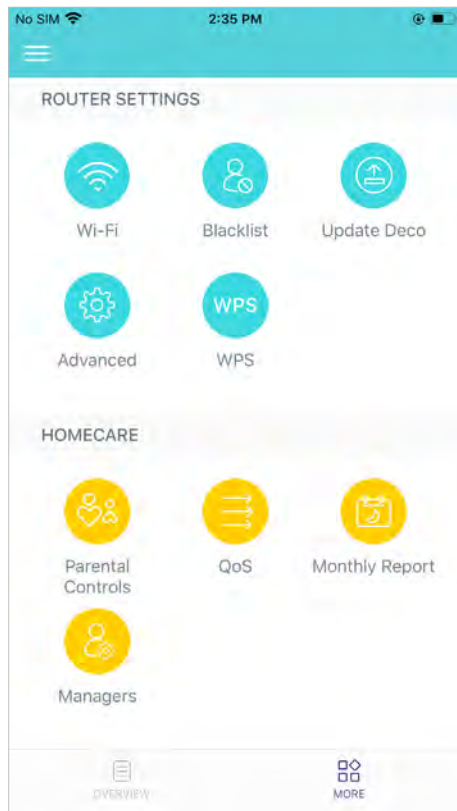 No SIM 2:35 PM
ROUTER SETTINGS
Wi-Fi Blacklist Update Deco
WPS
Advanced WPS
HOMECARE
Parental Controls QoS Monthly Report
Managers
OVERVIEW MORE